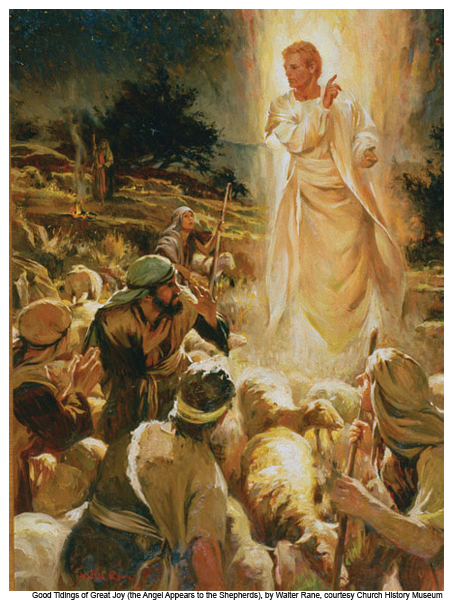 Good Tidings of Great Joy (the Angel Appears to the Shepherds), by Walter Rane, courtesy Church History Museum